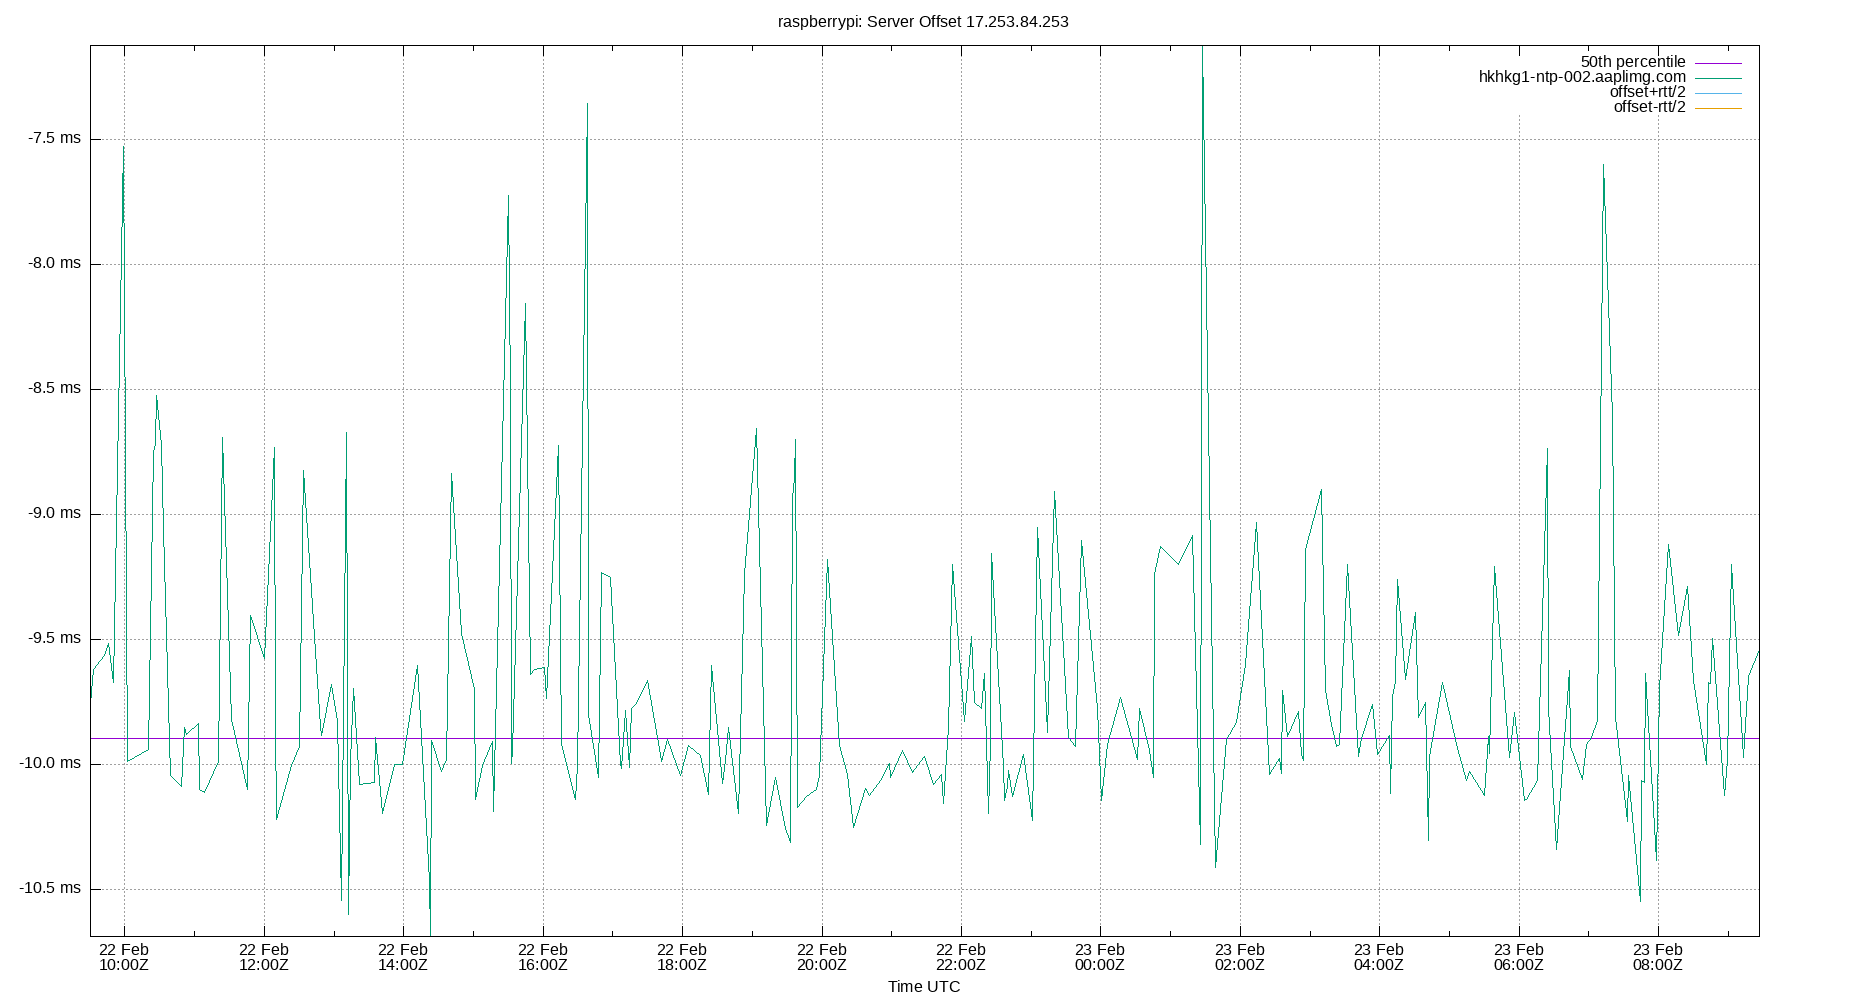 raspberrypi: Server Offset 17.253.84.253
50th percentile
hkhkg1-ntp-002.aaplimg.com
offset+rtt/2
offset-rtt/2
-7.5 ms
-8.0 ms
-8.5 ms
-9.0 ms
-9.5 ms
-10.0 ms
-10.5 ms
22 Feb 22 Feb 22 Feb 22 Feb 22 Feb 22 Feb 22 Feb 23 Feb 23 Feb 23 Feb 23 Feb 23 Feb
10:00Z 12:00Z 14:00Z 16:00Z 18:00Z 20:00Z 22:00Z 00:00Z 02:00Z 04:00Z 06:00Z 08:00Z
Time UTC